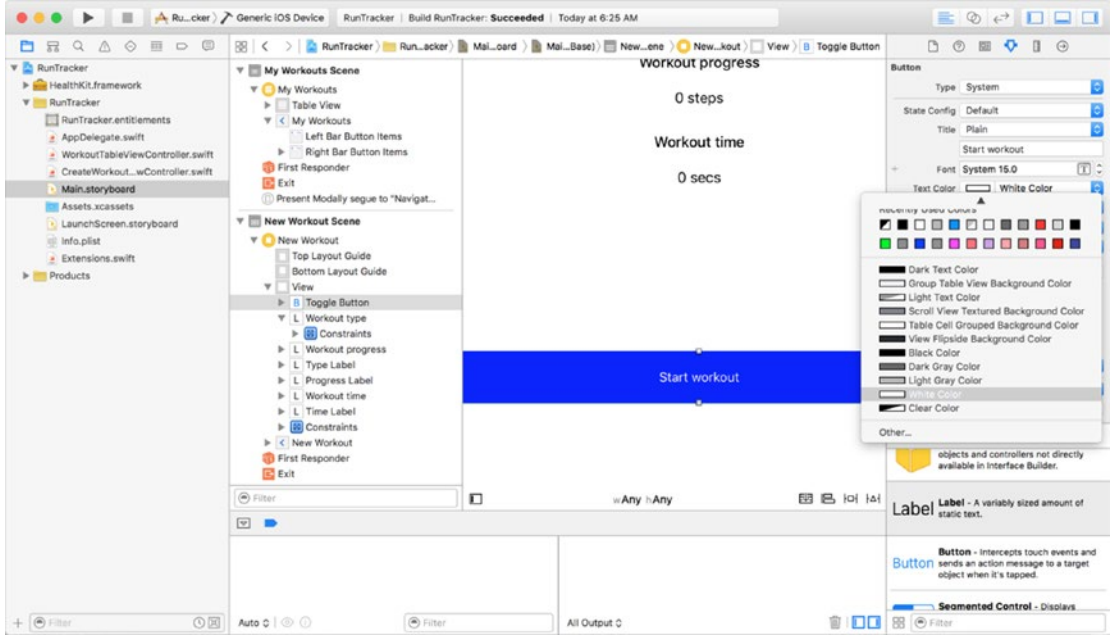 Ru...cker)
Generic iOS Device
RunTracker | Build RunTracker: Succeeded | Today at 6:25 AM
RunTracker
Run...acker)
Mai...oard
Mai...Base)
New...ene
New...kout
View
B Toggle Button
RunTracker
HealthKit.framework
RunTracker
RunTracker.entitlements
AppDelegate.swift
WorkoutTableViewController.swift
CreateWorkout...wController.swift
Main.storyboard
Assets.xcassets
LaunchScreen.storyboard
Info.plist
Extensions.swift
Products
Filter
My Workouts Scene
My Workouts
Table View
My Workouts
Left Bar Button Items
Right Bar Button Items
First Responder
Exit
Present Modally segue to "Navigat...
New Workout Scene
New Workout
Top Layout Guide
Bottom Layout Guide
View
B Toggle Button
L Workout type
Constraints
L Workout progress
L Type Label
L Progress Label
L Workout time
L Time Label
Constraints
New Workout
First Responder
Exit
Filter
Workout progress
0 steps
Workout time
0 secs
Start workout
wAny hAny
Auto
Filter
All Output
Button
Type System
State Config Default
Title Plain
Start workout
Font System 15.0
Text Color White Color
Recently Used Colors
Dark Text Color
Group Table View Background Color
Light Text Color
Scroll View Textured Background Color
Table Cell Grouped Background Color
View Flipside Background Color
Black Color
Dark Gray Color
Light Gray Color
White Color
Clear Color
Other...
objects and controllers not directly
available in Interface Builder.
Label Label - A variably sized amount of
static text.
Button Button - Intercepts touch events and
sends an action message to a target
object when it's tapped.
Segmented Control - Displays
Filter